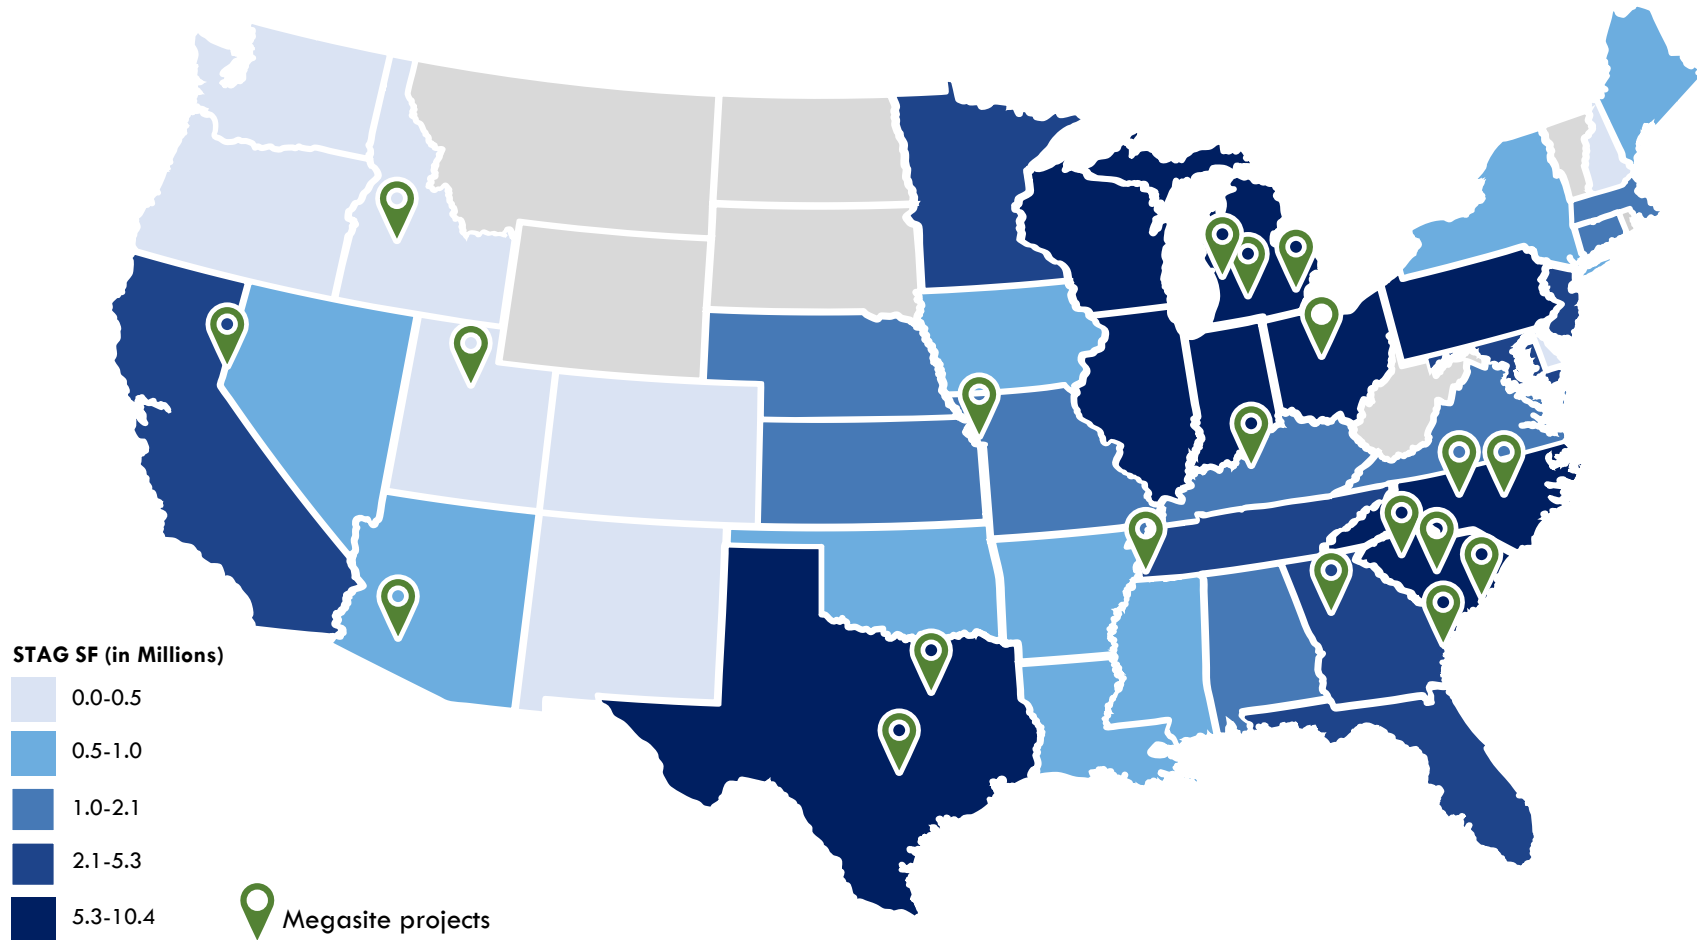 STAG SF (in Millions)
0.0-0.5
0.5-1.0
1.0-2.1
2.1-5.3
5.3-10.4
Megasite projects